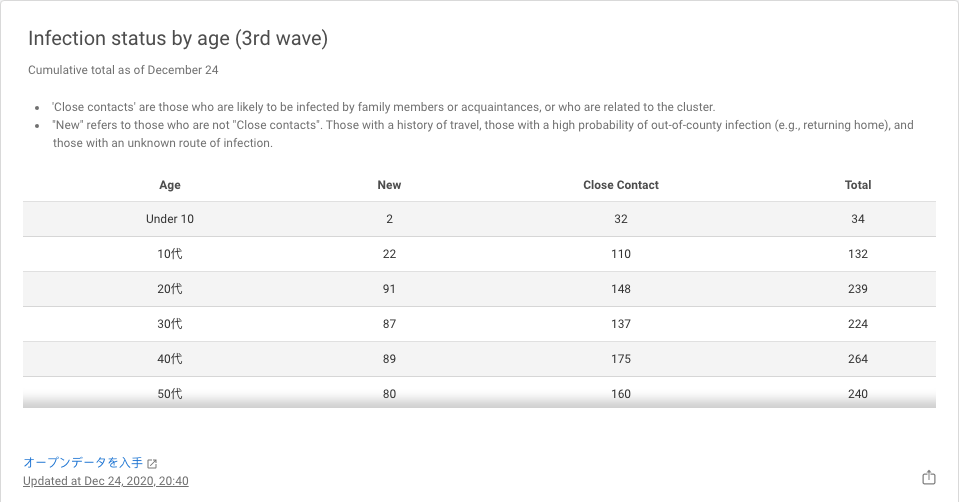 Infection status by age (3rd wave)
Cumulative total as of December 24
'Close contacts' are those who are likely to be infected by family members or acquaintances, or who are related to the cluster.
"New" refers to those who are not "Close contacts". Those with a history of travel, those with a high probability of out-of-county infection (e.g., returning home), and
those with an unknown route of infection.
Age New Close Contact Total
Under 10 2 32 34
10代 22 110 132
20代 91 148 239
30代 87 137 224
40代 89 175 264
50代 80 160 240
オープンデータを入手
Updated at Dec 24, 2020, 20:40